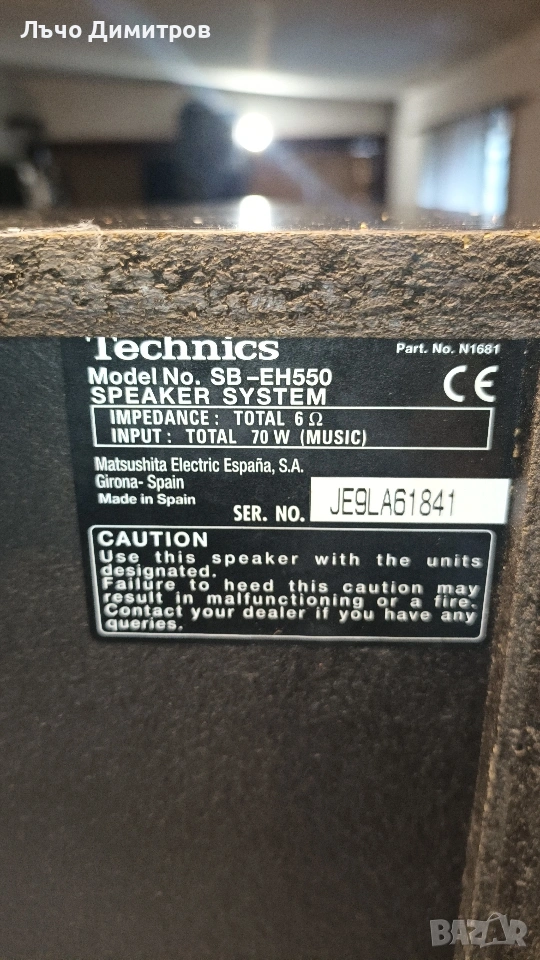 Лъчо Димитров
Technics
Part. No. N1681
Model No. SB-EH550
SPEAKER SYSTEM
CE
IMPEDANCE: TOTAL 6 Ω
INPUT: TOTAL 70 W (MUSIC)
Matsushita Electric España, S.A.
Girona- Spain
Made in Spain
SER. NO. JE9LA61841
CAUTION
Use this speaker with the units
designated.
Failure to heed this caution may
result in malfunctioning or a fire.
Contact your dealer if you have any
queries.
BAZAR